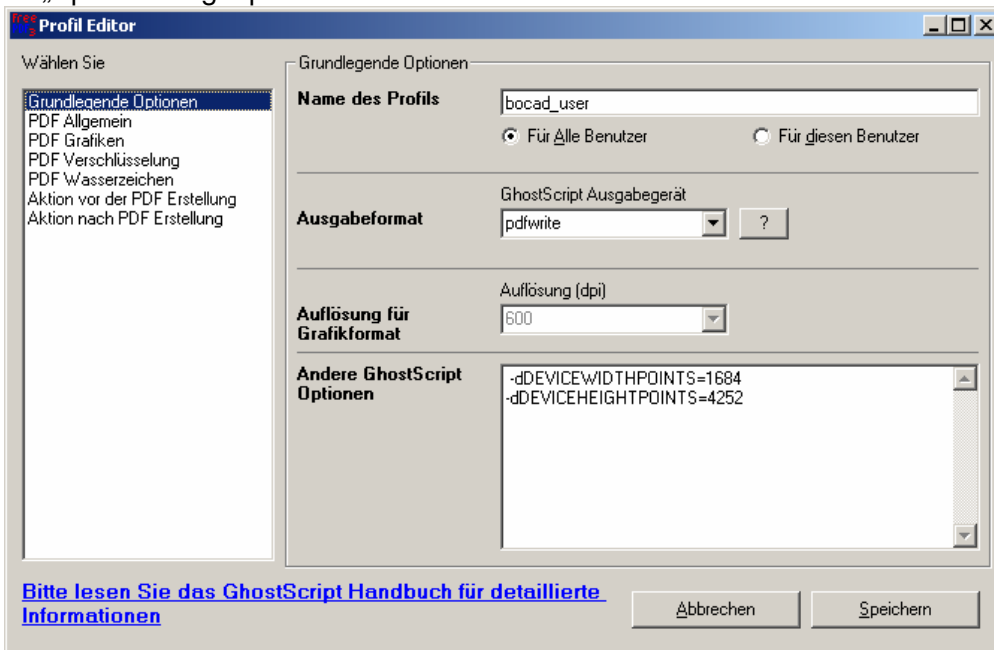 Profil Editor
Wählen Sie
Grundlegende Optionen
PDF Allgemein
PDF Grafiken
PDF Verschlüsselung
PDF Wasserzeichen
Aktion vor der PDF Erstellung
Aktion nach PDF Erstellung
Grundlegende Optionen
Name des Profils
bocad_user
Für Alle Benutzer
Für diesen Benutzer
GhostScript Ausgabegerät
Ausgabeformat
pdfwrite
?
Auflösung (dpi)
Auflösung für
Grafikformat
600
Andere GhostScript
Optionen
-dDEVICEWIDTHPOINTS=1684
-dDEVICEHEIGHTPOINTS=4252
Bitte lesen Sie das GhostScript Handbuch für detaillierte
Informationen
Abbrechen
Speichern